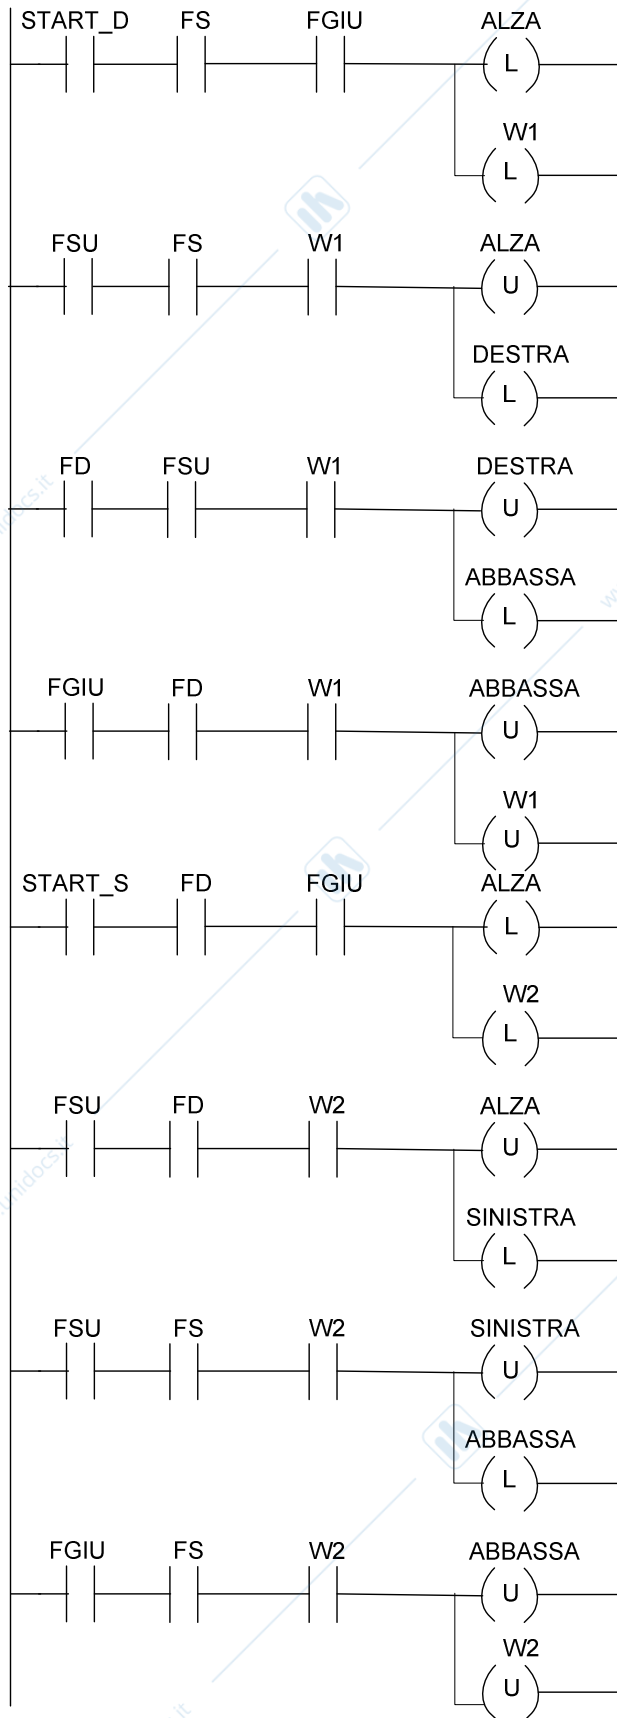 START_D FS FGIU ALZA
L
W1
L
FSU FS W1 ALZA
U
DESTRA
L
FD FSU W1 DESTRA
U
ABBASSA
L
FGIU FD W1 ABBASSA
U
W1
U
START_S FD FGIU ALZA
L
W2
L
FSU FD W2 ALZA
U
SINISTRA
L
FSU FS W2 SINISTRA
U
ABBASSA
L
FGIU FS W2 ABBASSA
U
W2
U